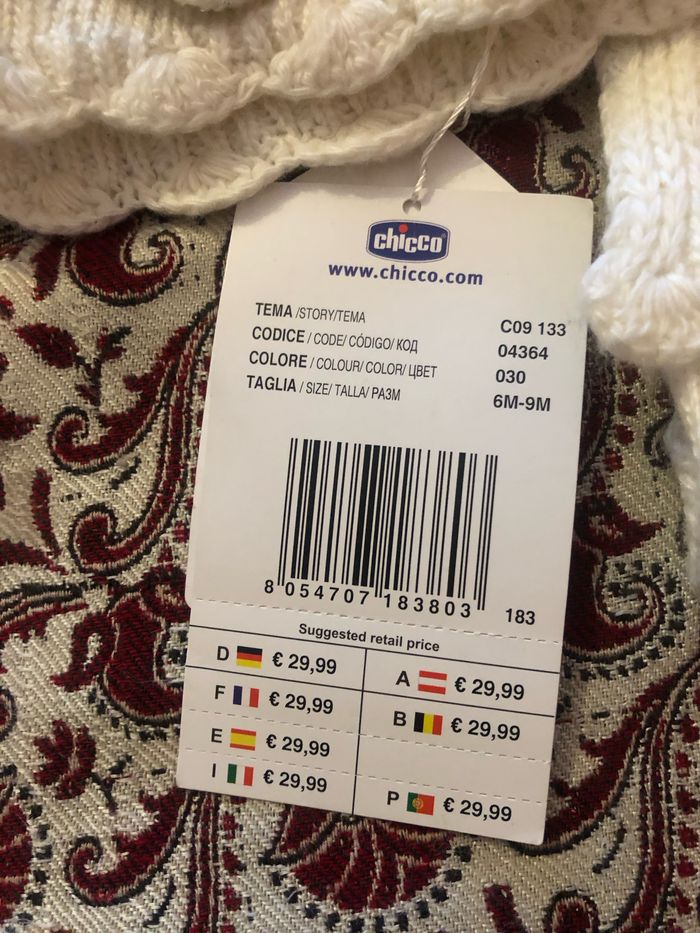 chicco
www.chicco.com
TEMA /STORY/TEMA C09 133
CODICE / CODE/ CÓDIGO/ КОД 04364
COLORE / COLOUR/ COLOR/ ЦВЕТ 030
TAGLIA / SIZE/ TALLA/ РАЗМ 6M-9M
8 054707 183803 183
Suggested retail price
D € 29,99 A € 29,99
F € 29,99 B € 29,99
E € 29,99
I € 29,99 P € 29,99